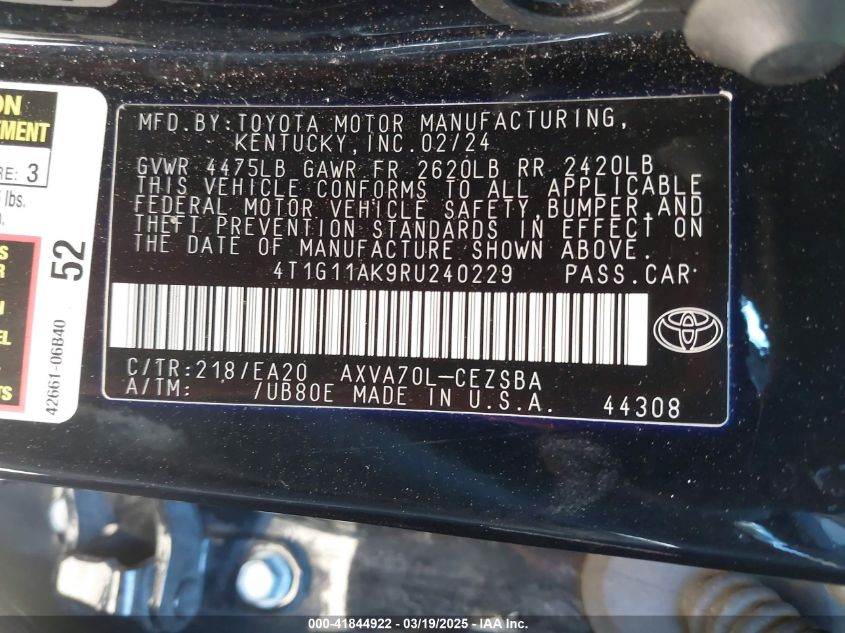 MFD.BY:TOYOTA MOTOR MANUFACTURING,
KENTUCKY,INC.02/24
GVWR 4475LB GAWR FR 2620LB RR 2420LB
THIS VEHICLE CONFORMS TO ALL APPLICABLE
FEDERAL MOTOR VEHICLE SAFETY,BUMPER,AND
THEFT PREVENTION STANDARDS IN EFFECT ON
THE DATE OF MANUFACTURE SHOWN ABOVE.
4T1G11AK9RU240229 PASS.CAR
C/TR:218/EA20 AXVA70L-CEZSBA
A/TM: /UB80E MADE IN U.S.A. 44308
3
lbs.
52
42661-06B40
000-41844922 - 03/19/2025 - IAA Inc.